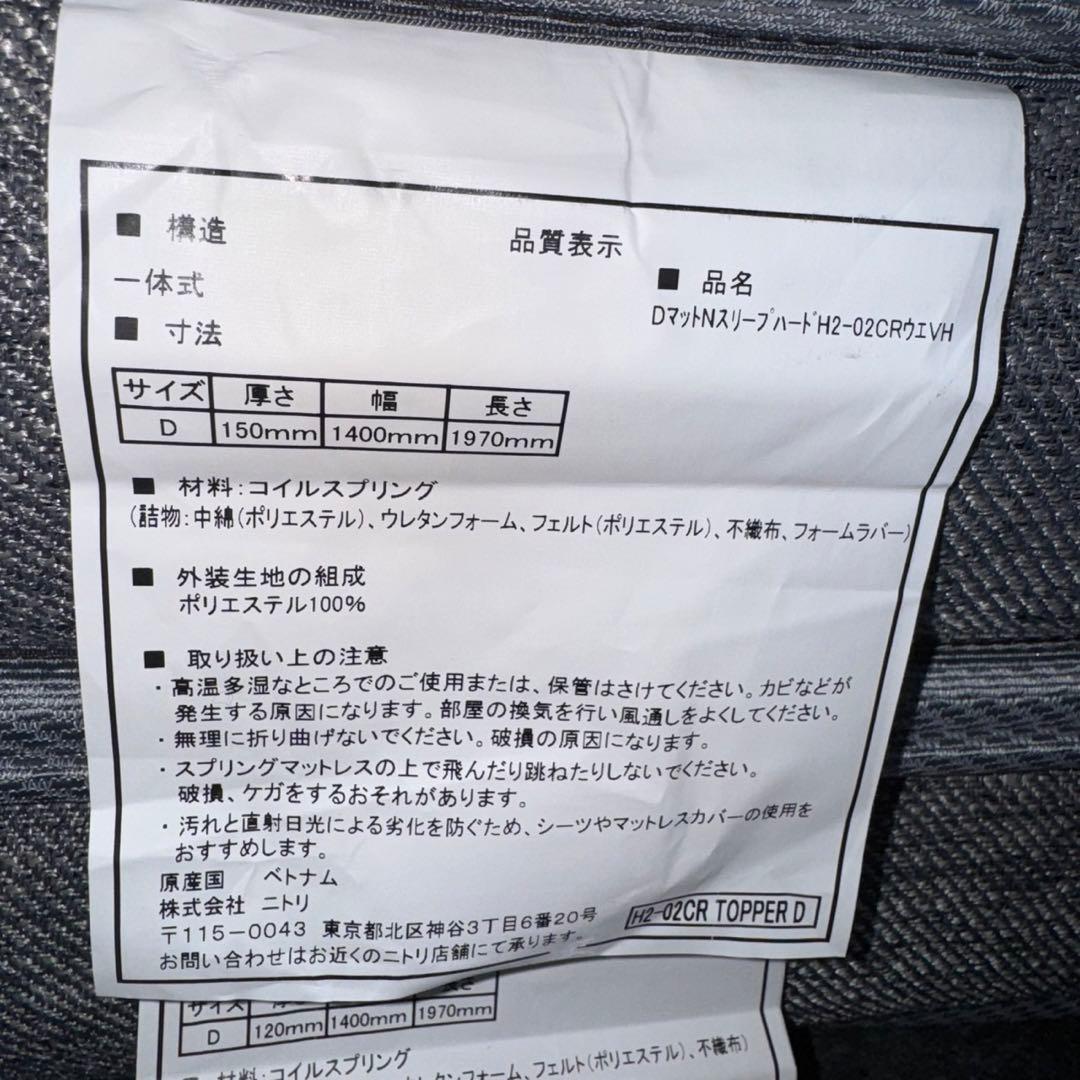 品質表示
■ 構造
一体式
■ 品名
DマットNスリープハードH2-02CRウエVH
■ 寸法
サイズ 厚さ 幅 長さ
D 150mm 1400mm 1970mm
■ 材料:コイルスプリング
(詰物:中綿(ポリエステル)、ウレタンフォーム、フェルト(ポリエステル)、不織布、フォームラバー)
■ 外装生地の組成
ポリエステル100%
■ 取り扱い上の注意
・高温多湿なところでのご使用または、保管はさけてください。カビなどが
発生する原因になります。部屋の換気を行い風通しをよくしてください。
・無理に折り曲げないでください。破損の原因になります。
・スプリングマットレスの上で飛んだり跳ねたりしないでください。
破損、ケガをするおそれがあります。
・汚れと直射日光による劣化を防ぐため、シーツやマットレスカバーの使用を
おすすめします。
原産国 ベトナム
株式会社 ニトリ
〒115-0043 東京都北区神谷3丁目6番20号
お問い合わせはお近くのニトリ店舗にて承ります。
H2-02CR TOPPER D
サイズ 厚さ 長さ
D 120mm 1400mm 1970mm
■ 材料:コイルスプリング
ウレタンフォーム、フェルト(ポリエステル)、不織布)